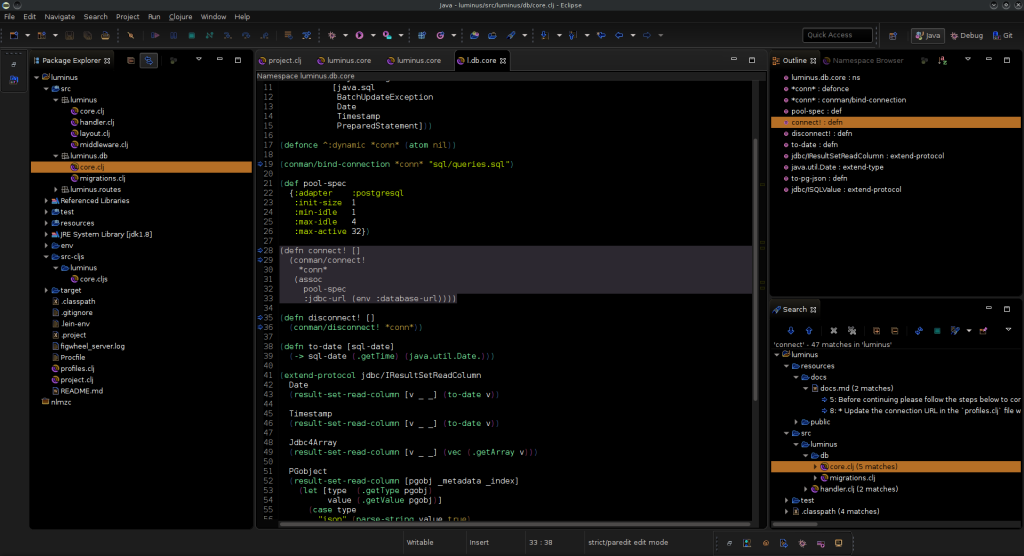 Java - luminus/src/luminus/db/core.clj - Eclipse
File Edit Navigate Search Project Run Clojure Window Help
Quick Access
Java
Debug
Git
Package Explorer
luminus
src
luminus
core.clj
handler.clj
layout.clj
middleware.clj
luminus.db
core.clj
migrations.clj
luminus.routes
Referenced Libraries
test
resources
JRE System Library [jdk1.8]
env
src-cljs
luminus
core.cljs
target
.classpath
.gitignore
.lein-env
.project
figwheel_server.log
Procfile
profiles.clj
project.clj
README.md
nlmzc
project.clj
luminus.core
luminus.core
l.db.core
Namespace luminus.db.core
11 [java.sql
12 BatchUpdateException
13 Date
14 Timestamp
15 PreparedStatement]))
16
17 (defonce ^:dynamic *conn* (atom nil))
18
19 (conman/bind-connection *conn* "sql/queries.sql")
20
21 (def pool-spec
22 {:adapter :postgresql
23 :init-size 1
24 :min-idle 1
25 :max-idle 4
26 :max-active 32})
27
28 (defn connect! []
29 (conman/connect!
30 *conn*
31 (assoc
32 pool-spec
33 :jdbc-url (env :database-url))))
34
35 (defn disconnect! []
36 (conman/disconnect! *conn*))
37
38 (defn to-date [sql-date]
39 (-> sql-date (.getTime) (java.util.Date.)))
40
41 (extend-protocol jdbc/IResultSetReadColumn
42 Date
43 (result-set-read-column [v _ _] (to-date v))
44
45 Timestamp
46 (result-set-read-column [v _ _] (to-date v))
47
48 Jdbc4Array
49 (result-set-read-column [v _ _] (vec (.getArray v)))
50
51 PGobject
52 (result-set-read-column [pgobj _metadata _index]
53 (let [type (.getType pgobj)
54 value (.getValue pgobj)]
55 (case type
56 "json" (parse-string value true)
Outline
Namespace Browser
luminus.db.core : ns
*conn* : defonce
*conn* : conman/bind-connection
pool-spec : def
connect! : defn
disconnect! : defn
to-date : defn
jdbc/IResultSetReadColumn : extend-protocol
java.util.Date : extend-type
to-pg-json : defn
jdbc/ISQLValue : extend-protocol
Search
'connect' - 47 matches in 'luminus'
luminus
resources
docs
docs.md (2 matches)
5: Before continuing please follow the steps below to cor
8: * Update the connection URL in the `profiles.clj` file w
public
src
luminus
db
core.clj (5 matches)
migrations.clj
handler.clj (2 matches)
test
.classpath (4 matches)
Writable
Insert
33 : 38
strict/paredit edit mode